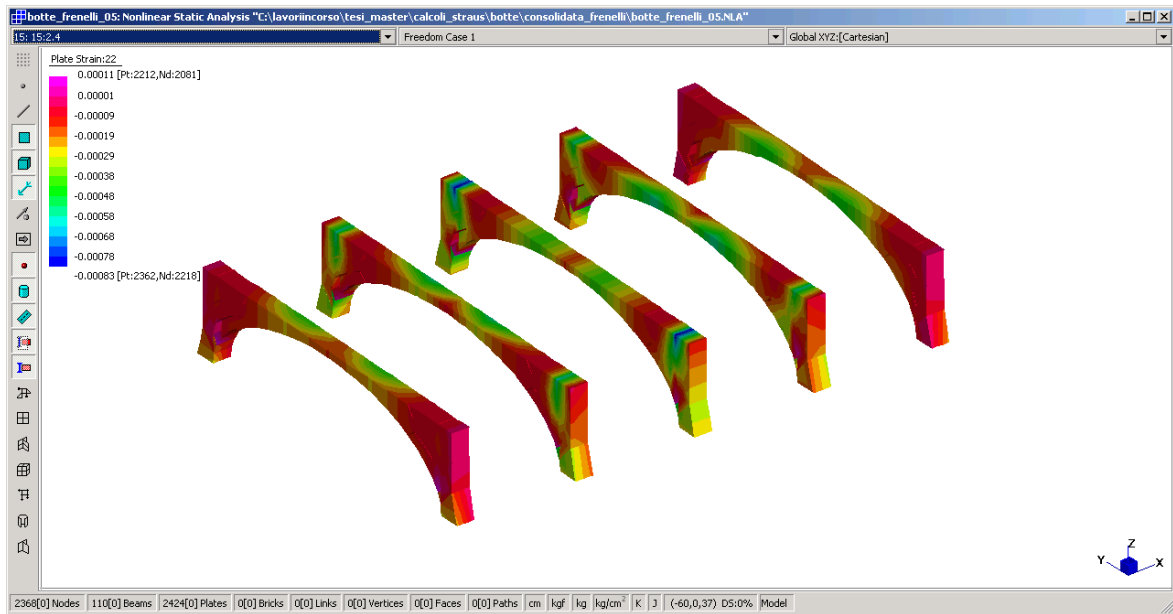 botte_frenelli_05: Nonlinear Static Analysis "C:\lavoriincorso\tesi_master\calcoli_straus\botte\consolidata_frenelli\botte_frenelli_05.NLA"
15: 15:2.4 Freedom Case 1 Global XYZ:[Cartesian]
Plate Strain:22
0.00011 [Pt:2212,Nd:2081]
0.00001
-0.00009
-0.00019
-0.00029
-0.00039
-0.00048
-0.00058
-0.00068
-0.00078
-0.00083 [Pt:2362,Nd:2218]
Z
Y
X
2368[0] Nodes 110[0] Beams 2424[0] Plates 0[0] Bricks 0[0] Links 0[0] Vertices 0[0] Faces 0[0] Paths cm kgf kg kg/cm² K J (-60,0,37) DS:0% Model